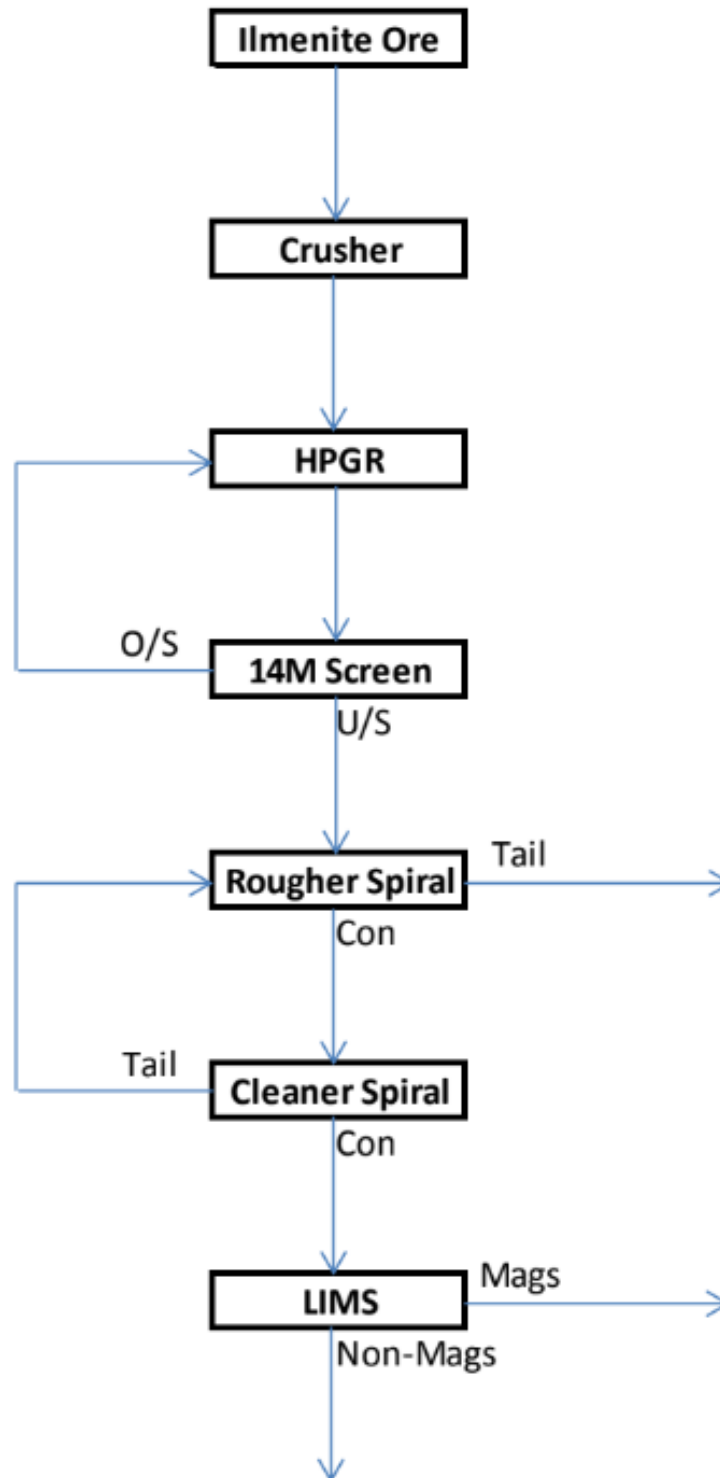 Ilmenite Ore
Crusher
HPGR
O/S
14M Screen
U/S
Tail
Rougher Spiral
Con
Tail
Cleaner Spiral
Con
Mags
LIMS
Non-Mags